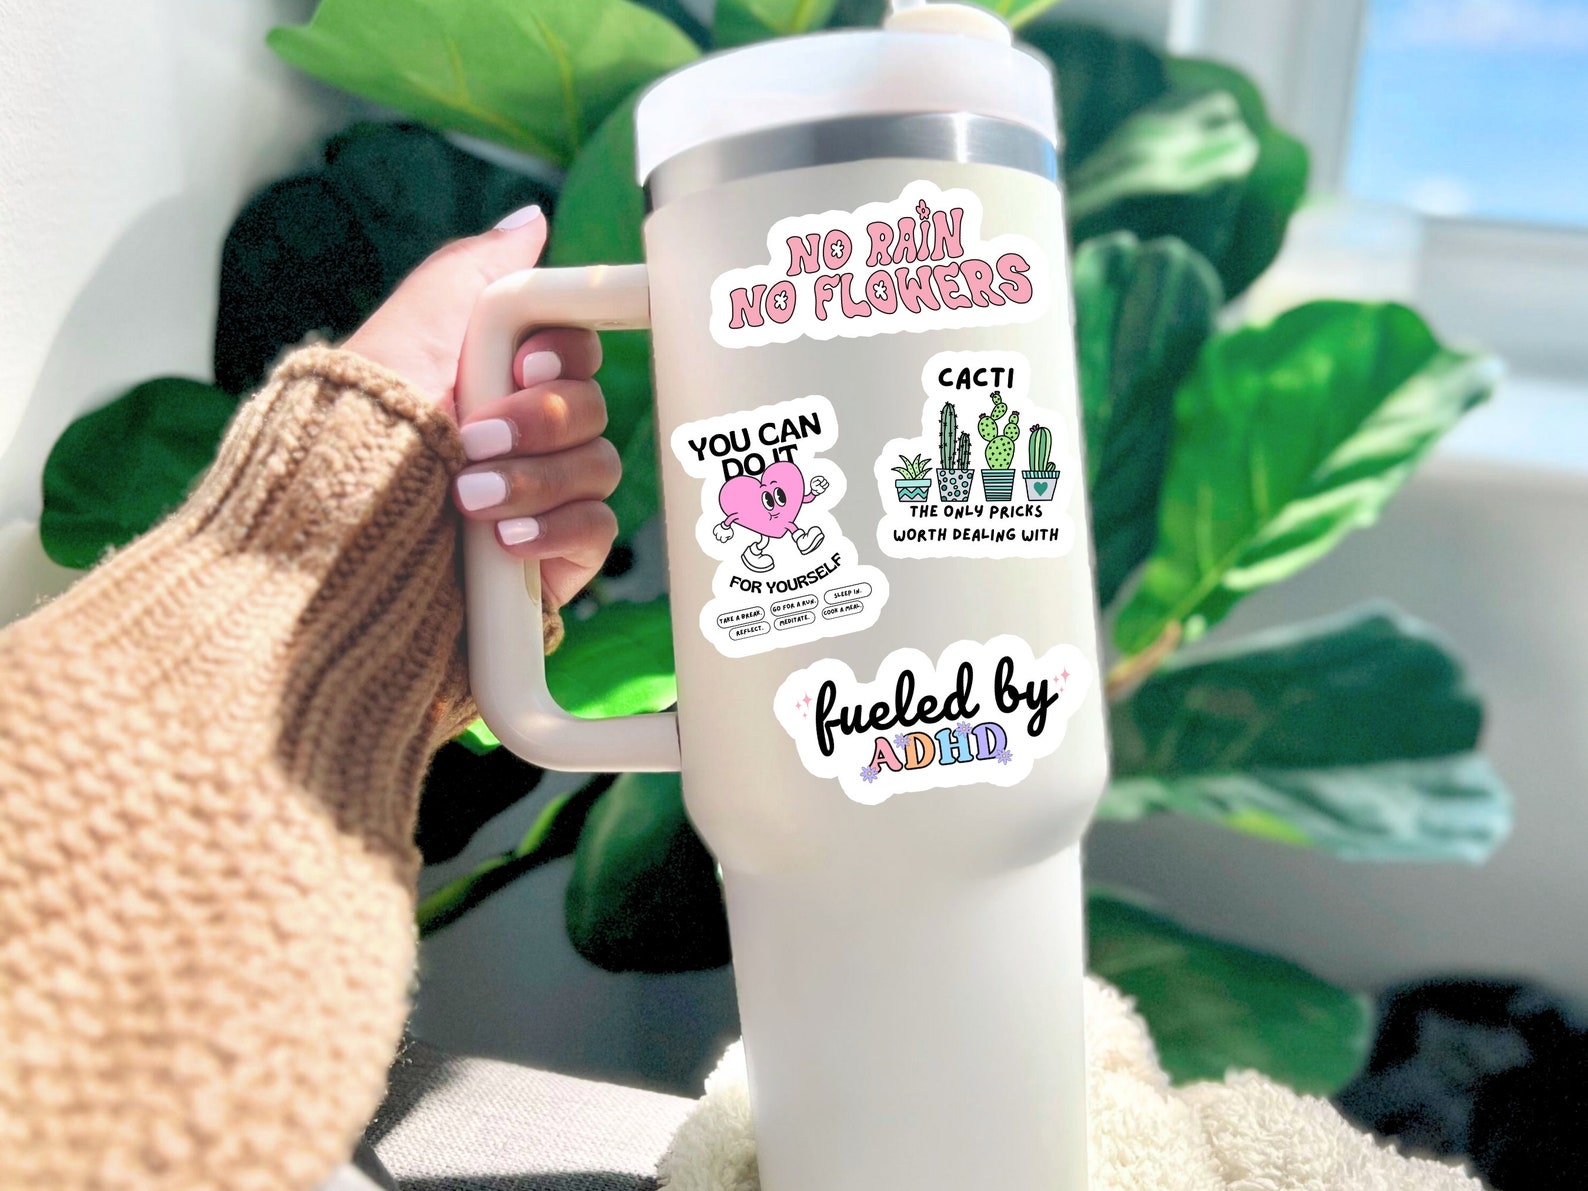 NO RAIN
NO FLOWERS
CACTI
THE ONLY PRICKS
WORTH DEALING WITH
YOU CAN
DO IT
FOR YOURSELF
TAKE A BREAK.
GO FOR A RUN.
SLEEP IN.
REFLECT.
MEDITATE.
COOK A MEAL.
fueled by
ADHD